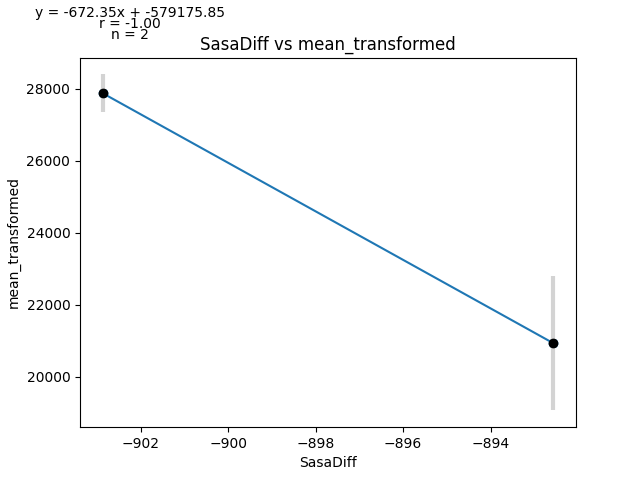 y = -672.35x + -579175.85
r = -1.00
n = 2
SasaDiff vs mean_transformed
28000
26000
24000
22000
20000
mean_transformed
−902
−900
−898
−896
−894
SasaDiff